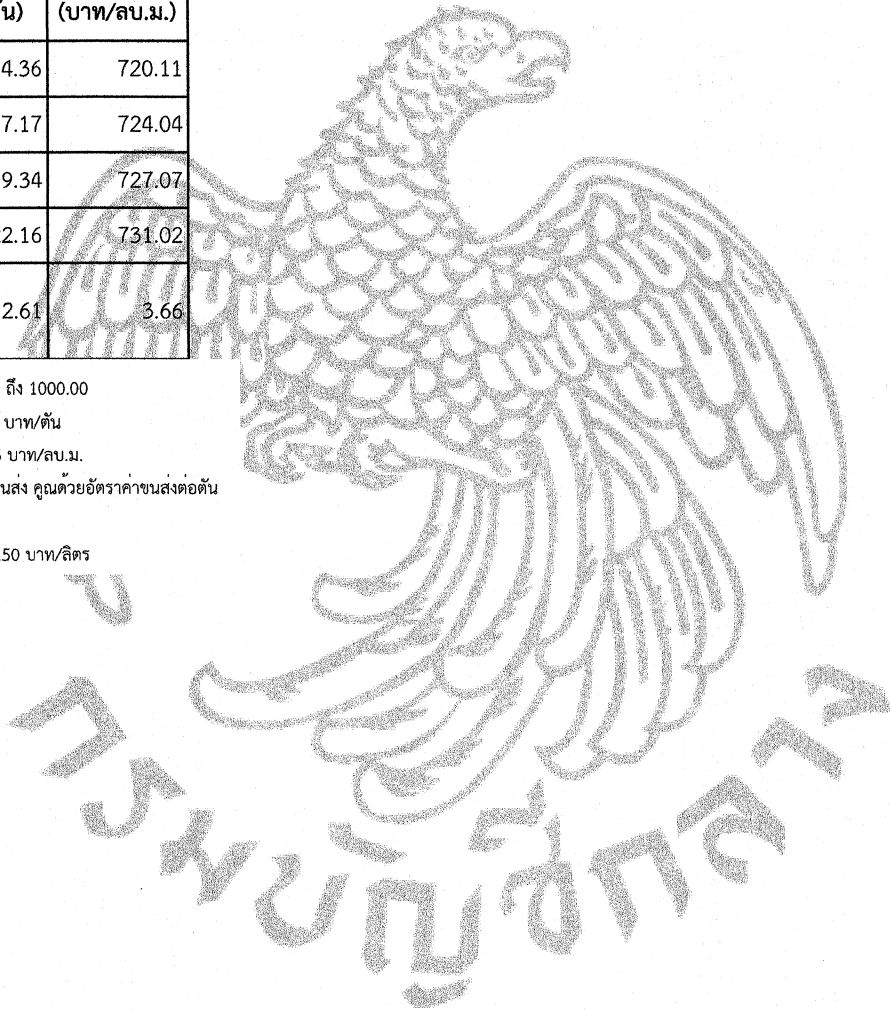 (บาท/ลบ.ม.)
4.36 720.11
7.17 724.04
9.34 727.07
2.16 731.02
2.61 3.66
ถึง 1000.00
บาท/ตัน
บาท/ลบ.ม.
คูณด้วยอัตราค่าขนส่งต่อตัน
50 บาท/ลิตร
กรมบัญชีกลาง